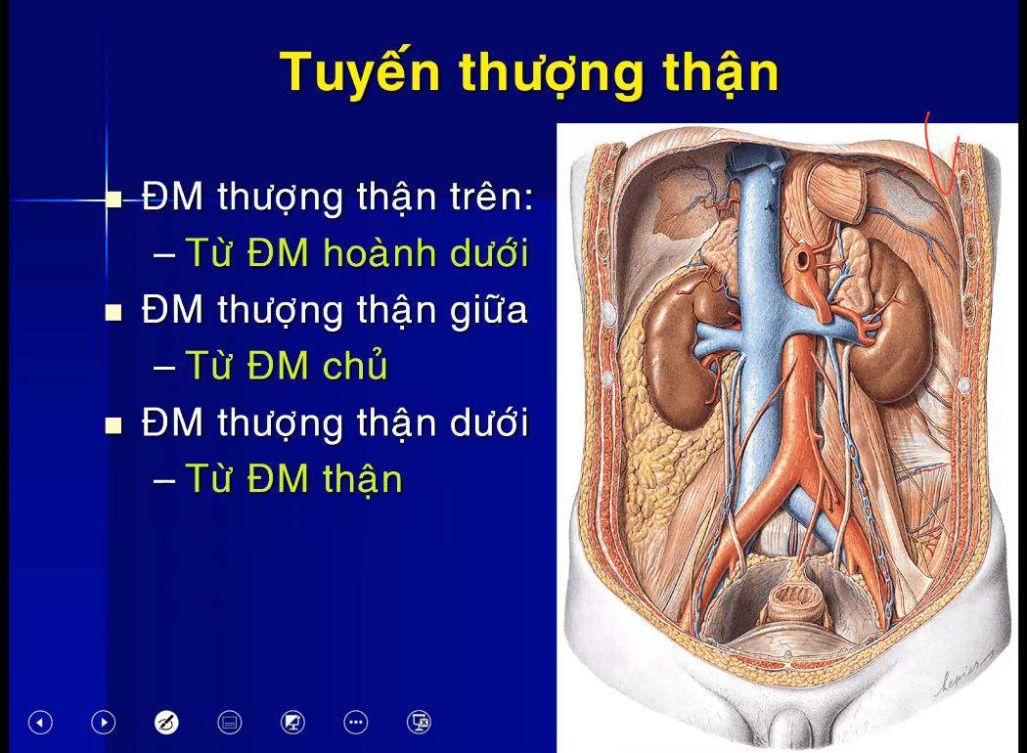 Tuyến thượng thận
ĐM thượng thận trên:
– Từ ĐM hoành dưới
ĐM thượng thận giữa
– Từ ĐM chủ
ĐM thượng thận dưới
– Từ ĐM thận